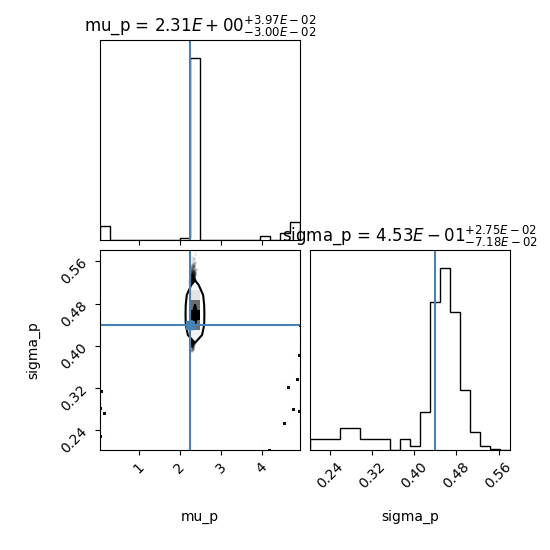 mu_p = 2.31E + 00+3.97E − 02 −3.00E − 02
sigma_p = 4.53E − 01+2.75E − 02 −7.18E − 02
0.56
0.48
0.40
0.32
0.24
sigma_p
1 2 3 4
mu_p
0.24 0.32 0.40 0.48 0.56
sigma_p